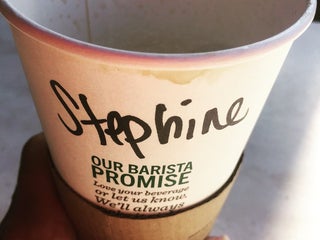 Stephine
OUR BARISTA
PROMISE
Love your beverage
or let us know.
We'll always